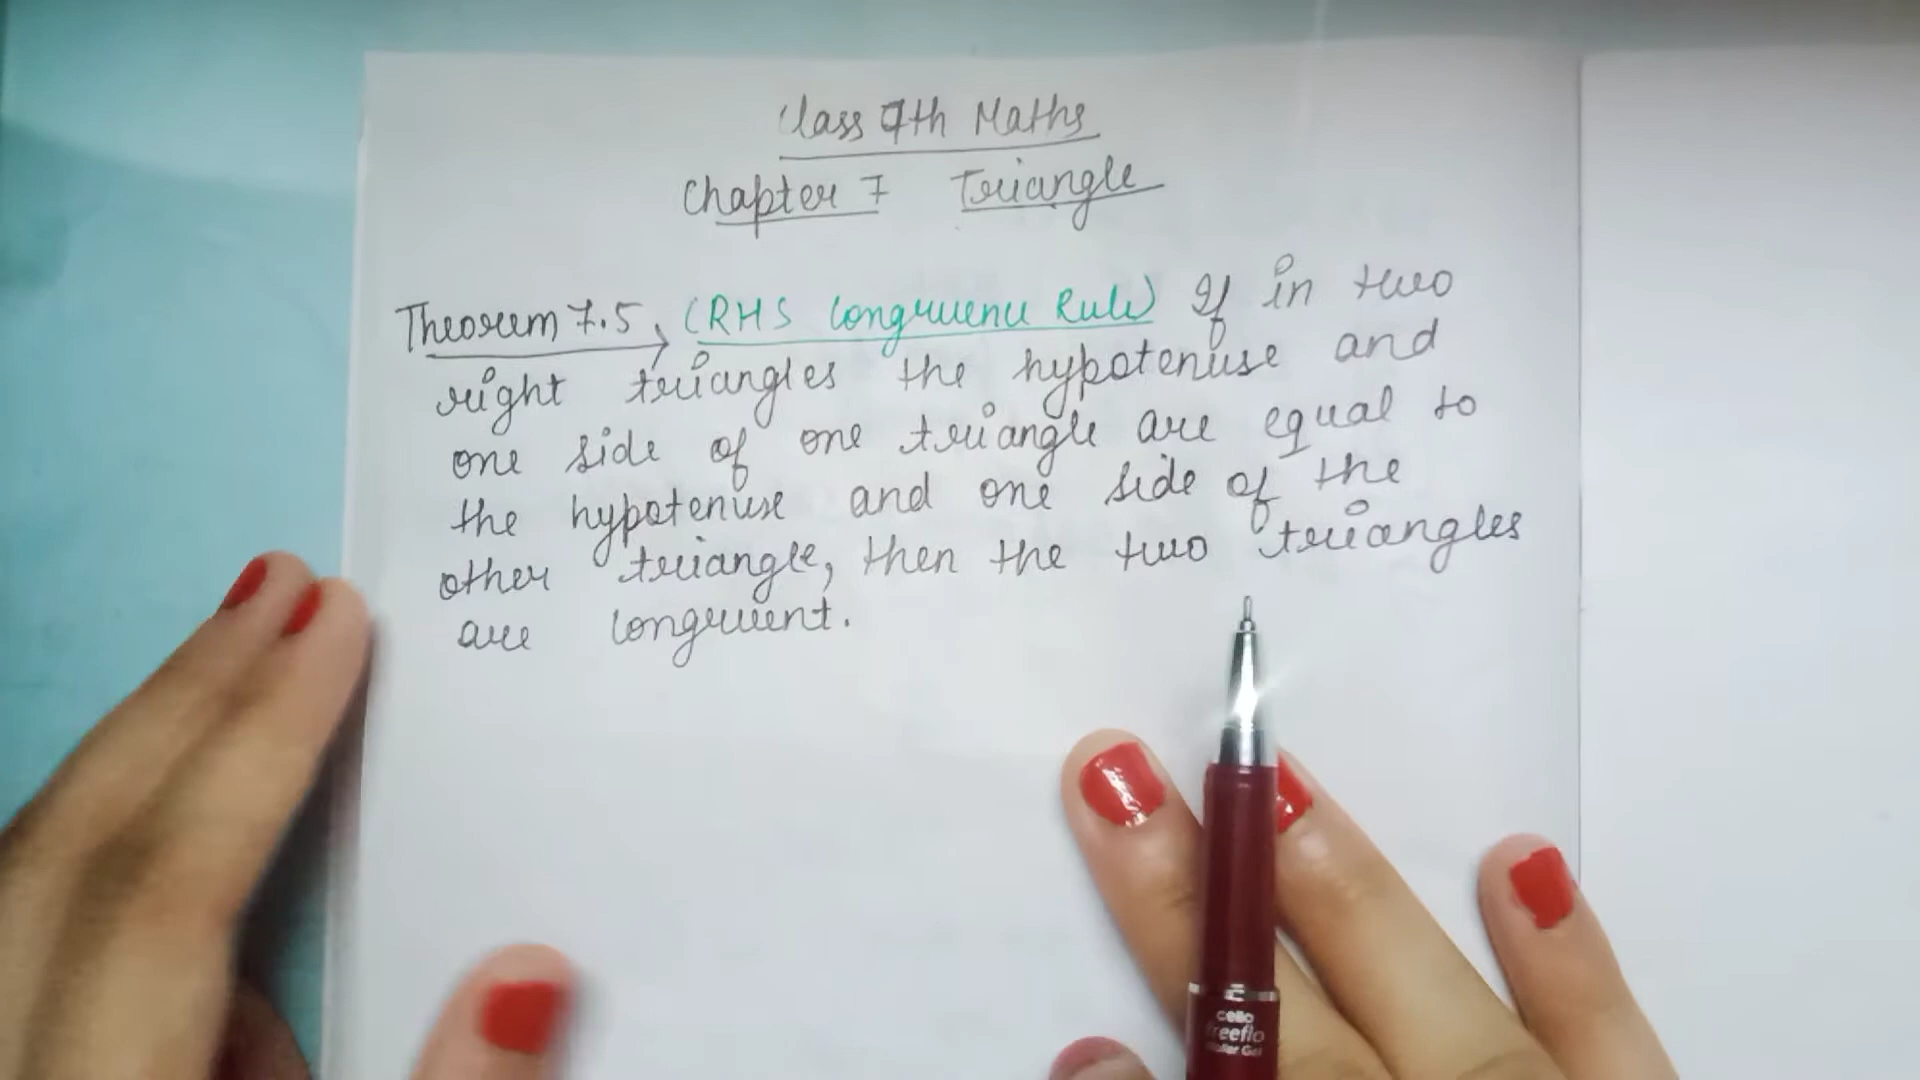 Class 9th Maths
Chapter 7 Triangle
Theorem 7.5 → (RHS Congruence Rule) If in two
right triangles the hypotenuse and
one side of one triangle are equal to
the hypotenuse and one side of the
other triangle, then the two triangles
are congruent.
cello
freeflo
Roller Gel